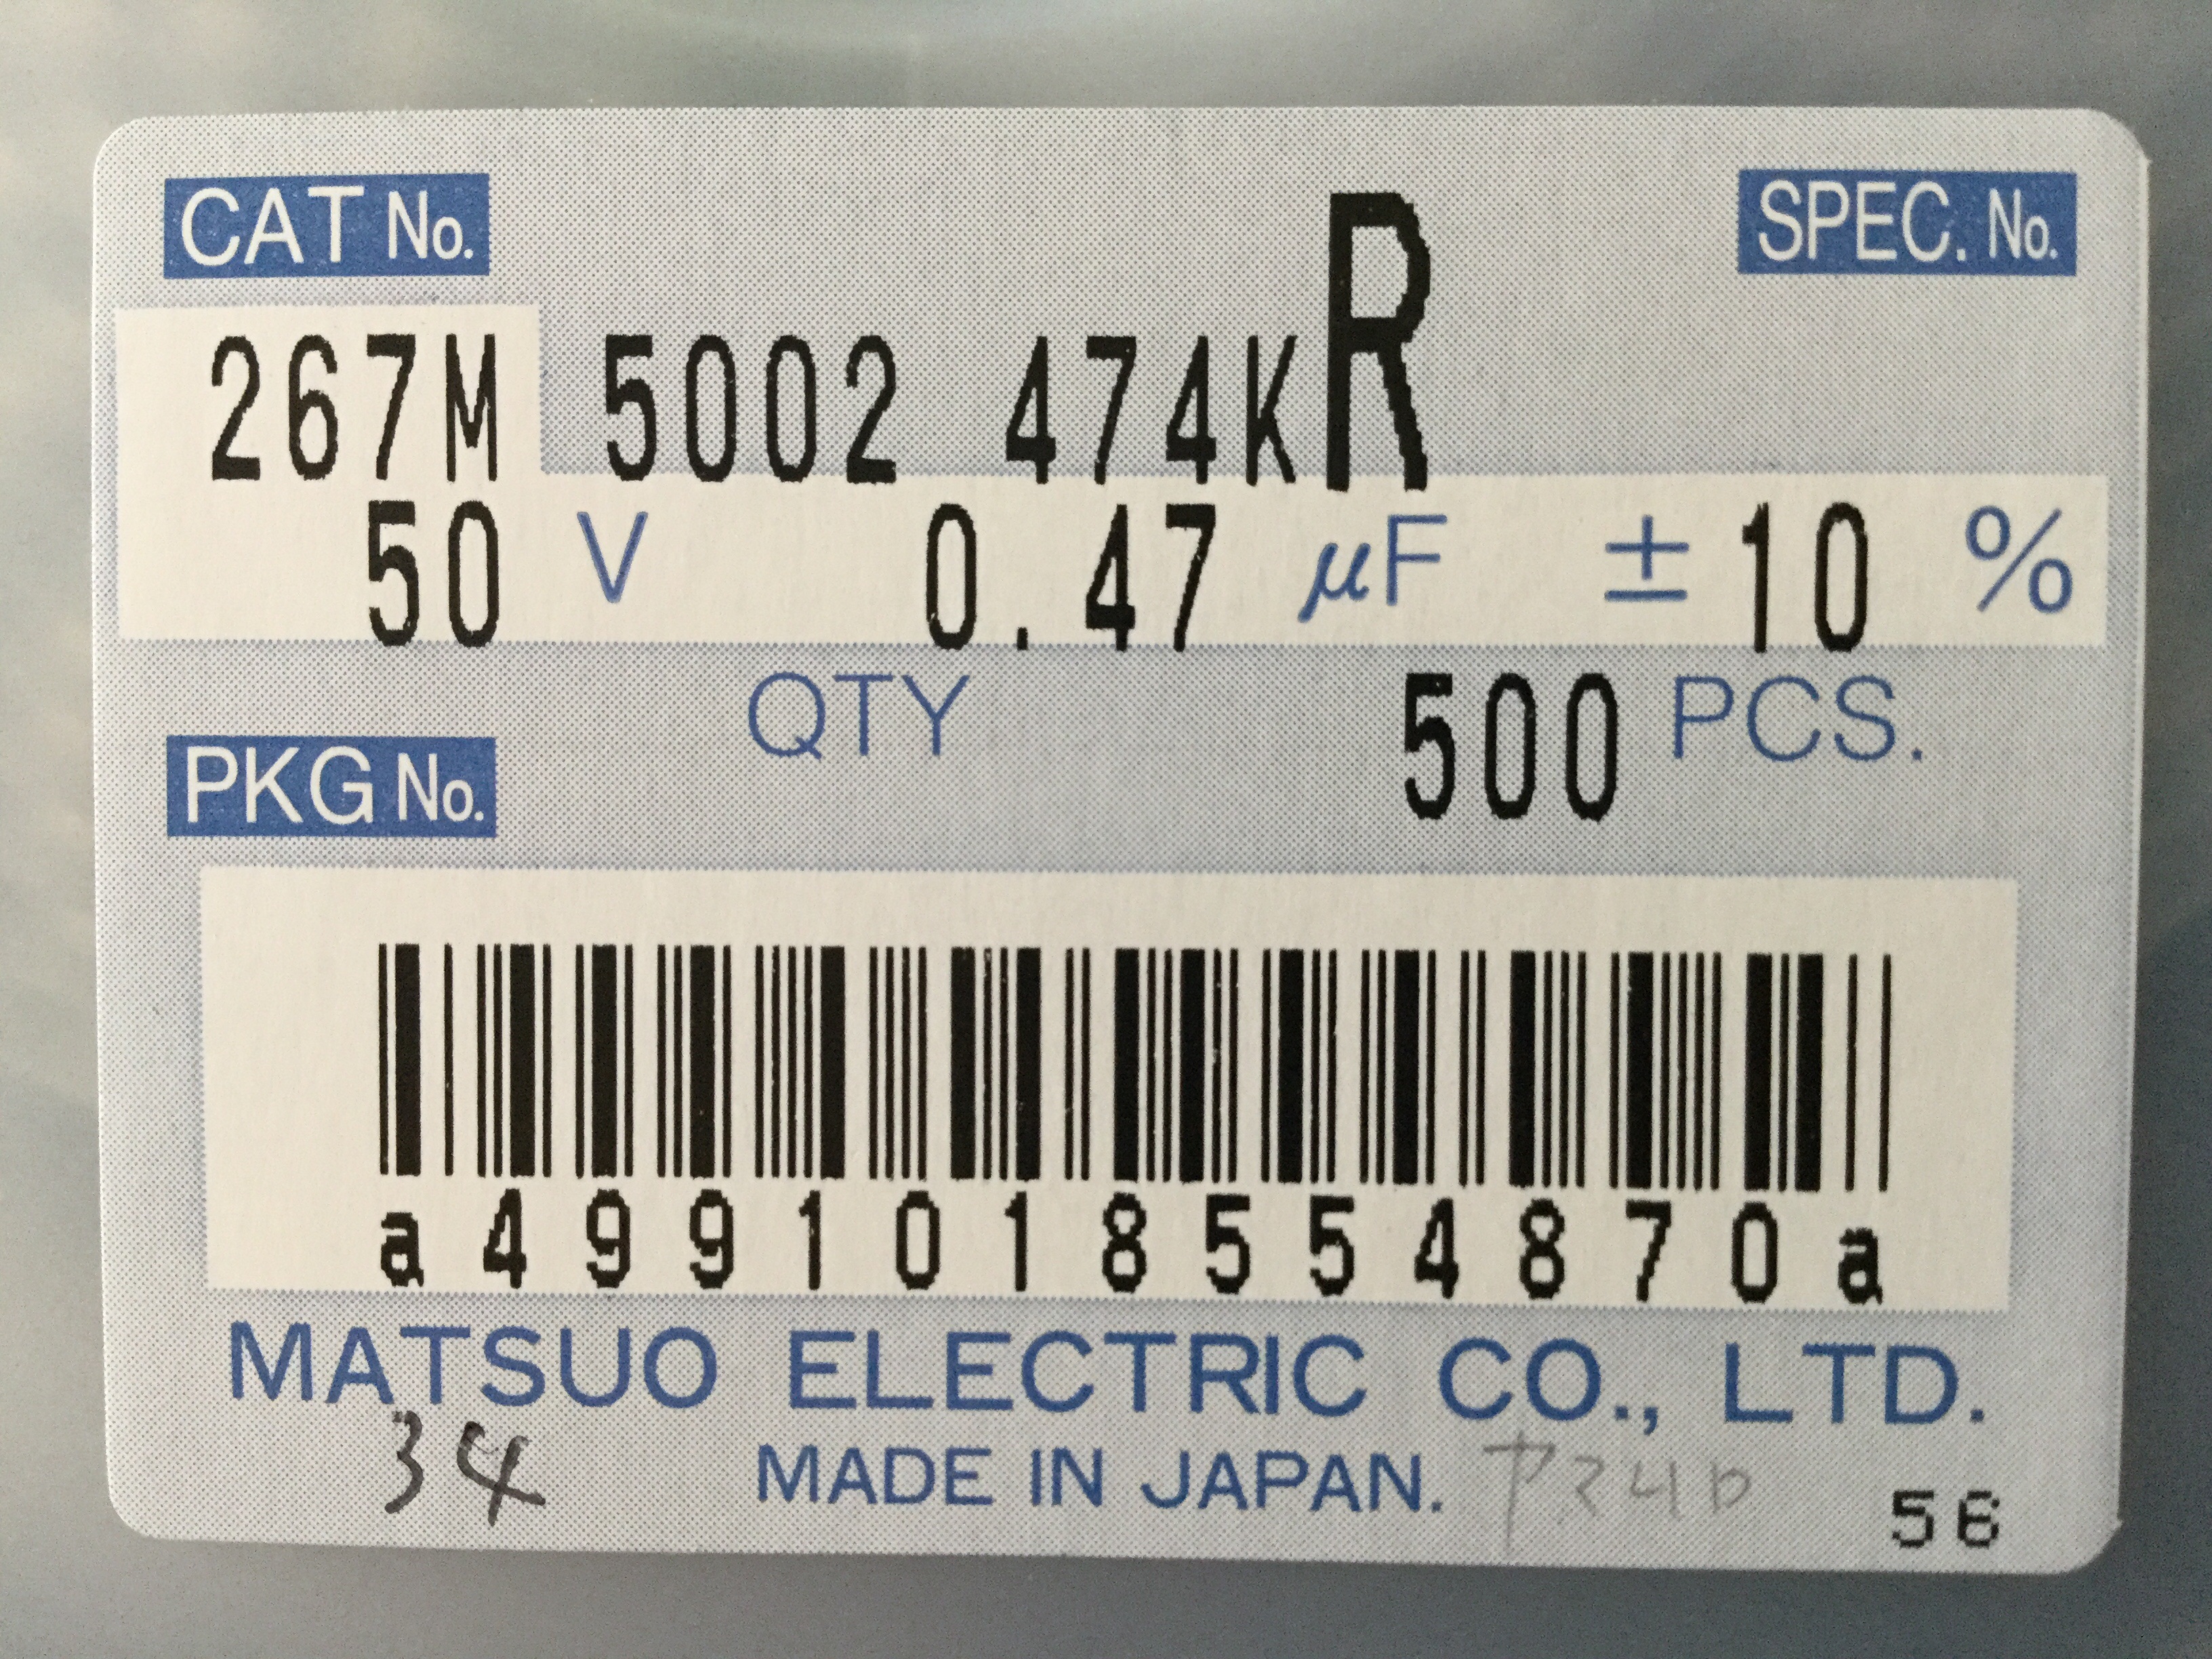 CAT No. SPEC. No.
267M 5002 474KR
50 V 0.47 μF ±10 %
QTY 500 PCS.
PKG No.
a4991018554870a
MATSUO ELECTRIC CO., LTD.
34 MADE IN JAPAN.
56